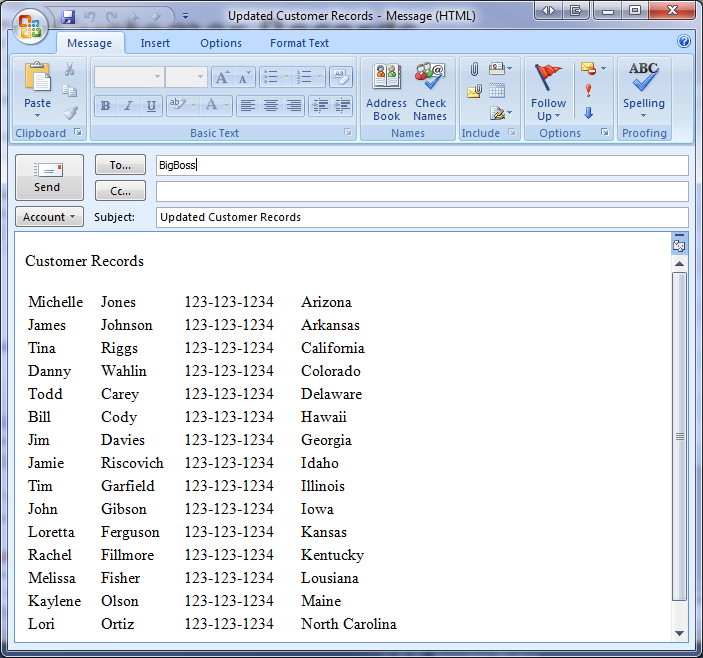 Updated Customer Records - Message (HTML)
Message Insert Options Format Text
Paste
Clipboard
B I U aby A
Basic Text
Address Book
Check Names
Names
Include
Follow Up
Options
ABC
Spelling
Proofing
Send
To... BigBoss
Cc...
Account Subject: Updated Customer Records
Customer Records
Michelle Jones 123-123-1234 Arizona
James Johnson 123-123-1234 Arkansas
Tina Riggs 123-123-1234 California
Danny Wahlin 123-123-1234 Colorado
Todd Carey 123-123-1234 Delaware
Bill Cody 123-123-1234 Hawaii
Jim Davies 123-123-1234 Georgia
Jamie Riscovich 123-123-1234 Idaho
Tim Garfield 123-123-1234 Illinois
John Gibson 123-123-1234 Iowa
Loretta Ferguson 123-123-1234 Kansas
Rachel Fillmore 123-123-1234 Kentucky
Melissa Fisher 123-123-1234 Lousiana
Kaylene Olson 123-123-1234 Maine
Lori Ortiz 123-123-1234 North Carolina